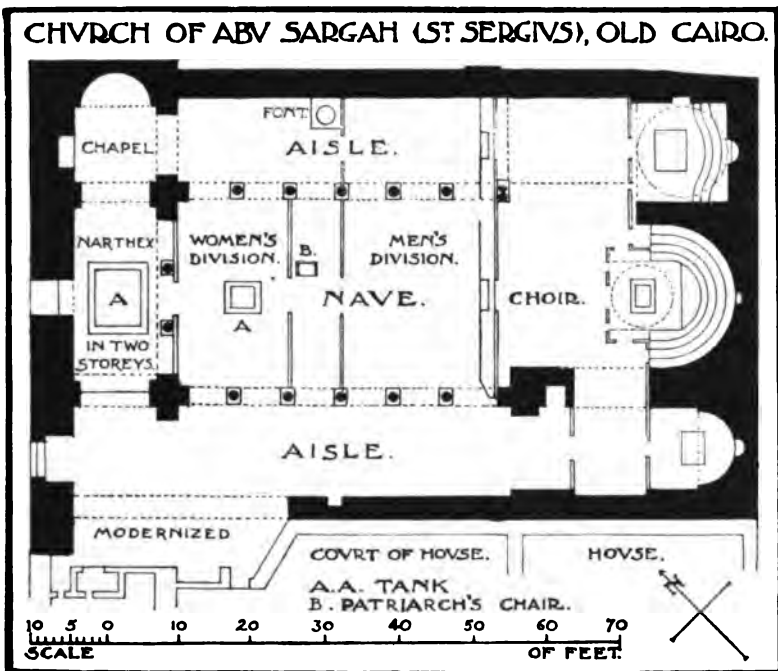 CHVRCH OF ABV SARGAH (ST SERGIVS), OLD CAIRO.
FONT.
CHAPEL
AISLE.
NARTHEX
WOMEN'S
DIVISION.
B.
MEN'S
DIVISION.
A
A
NAVE.
CHOIR.
IN TWO
STOREYS.
AISLE.
MODERNIZED
COVRT OF HOVSE.
HOVSE.
A.A. TANK
B. PATRIARCH'S CHAIR.
N
10 5 0 10 20 30 40 50 60 70
SCALE OF FEET.